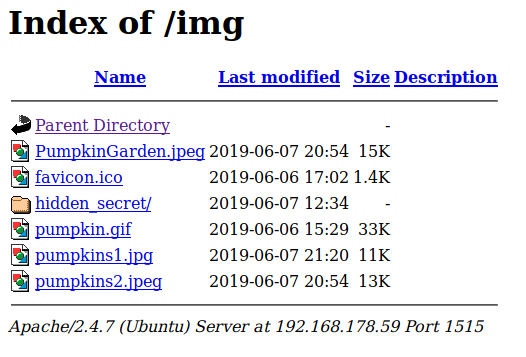 Index of /img
Name Last modified Size Description
Parent Directory -
PumpkinGarden.jpeg 2019-06-07 20:54 15K
favicon.ico 2019-06-06 17:02 1.4K
hidden_secret/ 2019-06-07 12:34 -
pumpkin.gif 2019-06-06 15:29 33K
pumpkins1.jpg 2019-06-07 21:20 11K
pumpkins2.jpeg 2019-06-07 20:54 13K
Apache/2.4.7 (Ubuntu) Server at 192.168.178.59 Port 1515